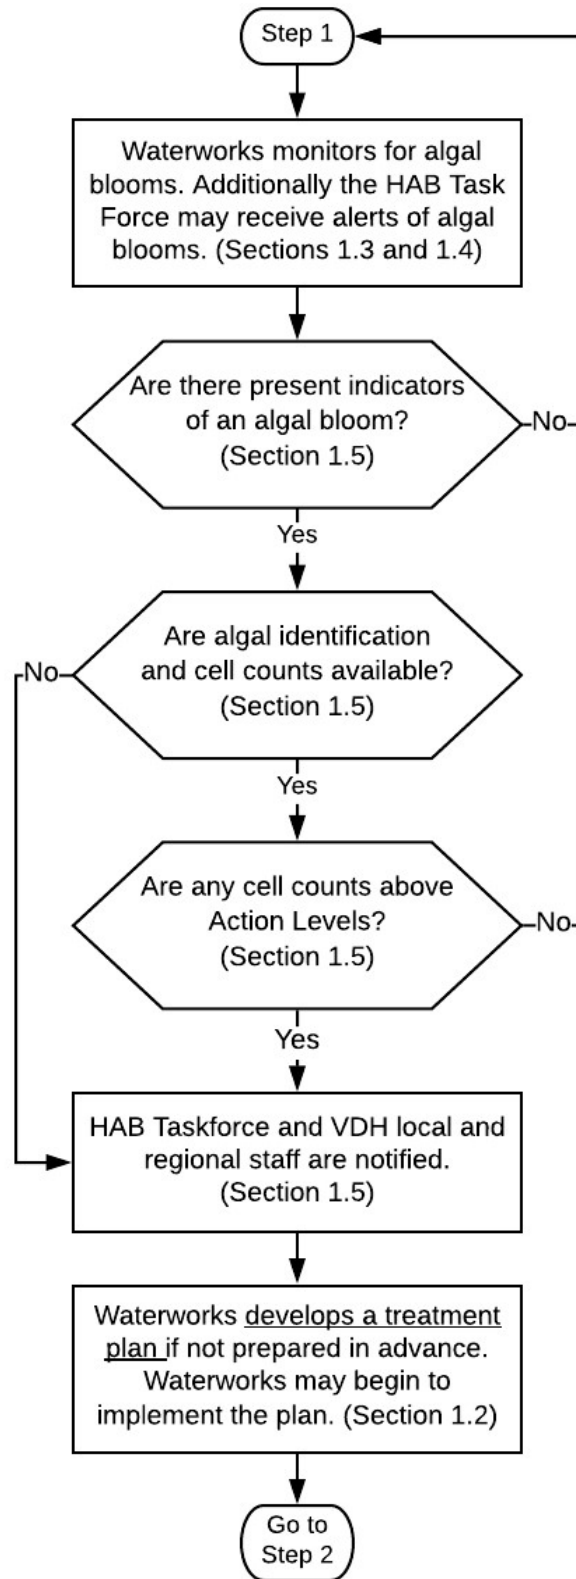 Step 1
Waterworks monitors for algal
blooms. Additionally the HAB Task
Force may receive alerts of algal
blooms. (Sections 1.3 and 1.4)
Are there present indicators
of an algal bloom?
(Section 1.5)
No
Yes
Are algal identification
and cell counts available?
(Section 1.5)
No
Yes
Are any cell counts above
Action Levels?
(Section 1.5)
No
Yes
HAB Taskforce and VDH local and
regional staff are notified.
(Section 1.5)
Waterworks develops a treatment
plan if not prepared in advance.
Waterworks may begin to
implement the plan. (Section 1.2)
Go to
Step 2